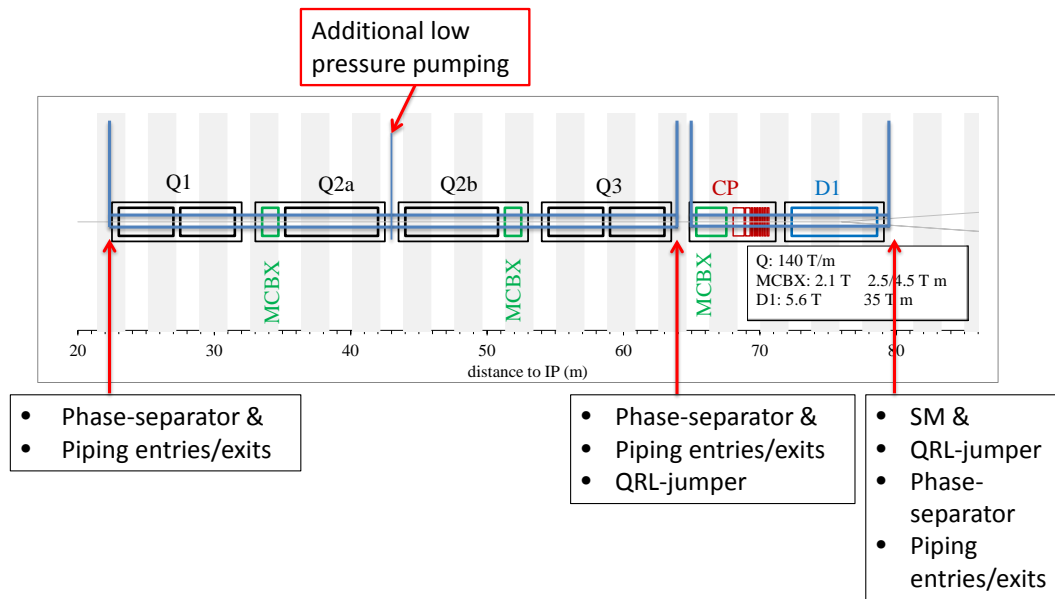 Additional low
pressure pumping
Q1
Q2a
Q2b
Q3
CP
D1
MCBX
MCBX
MCBX
Q: 140 T/m
MCBX: 2.1 T 2.5/4.5 T m
D1: 5.6 T 35 T m
20 30 40 50 60 70 80
distance to IP (m)
• Phase-separator &
• Piping entries/exits
• Phase-separator &
• Piping entries/exits
• QRL-jumper
• SM &
• QRL-jumper
• Phase-
separator
• Piping
entries/exits